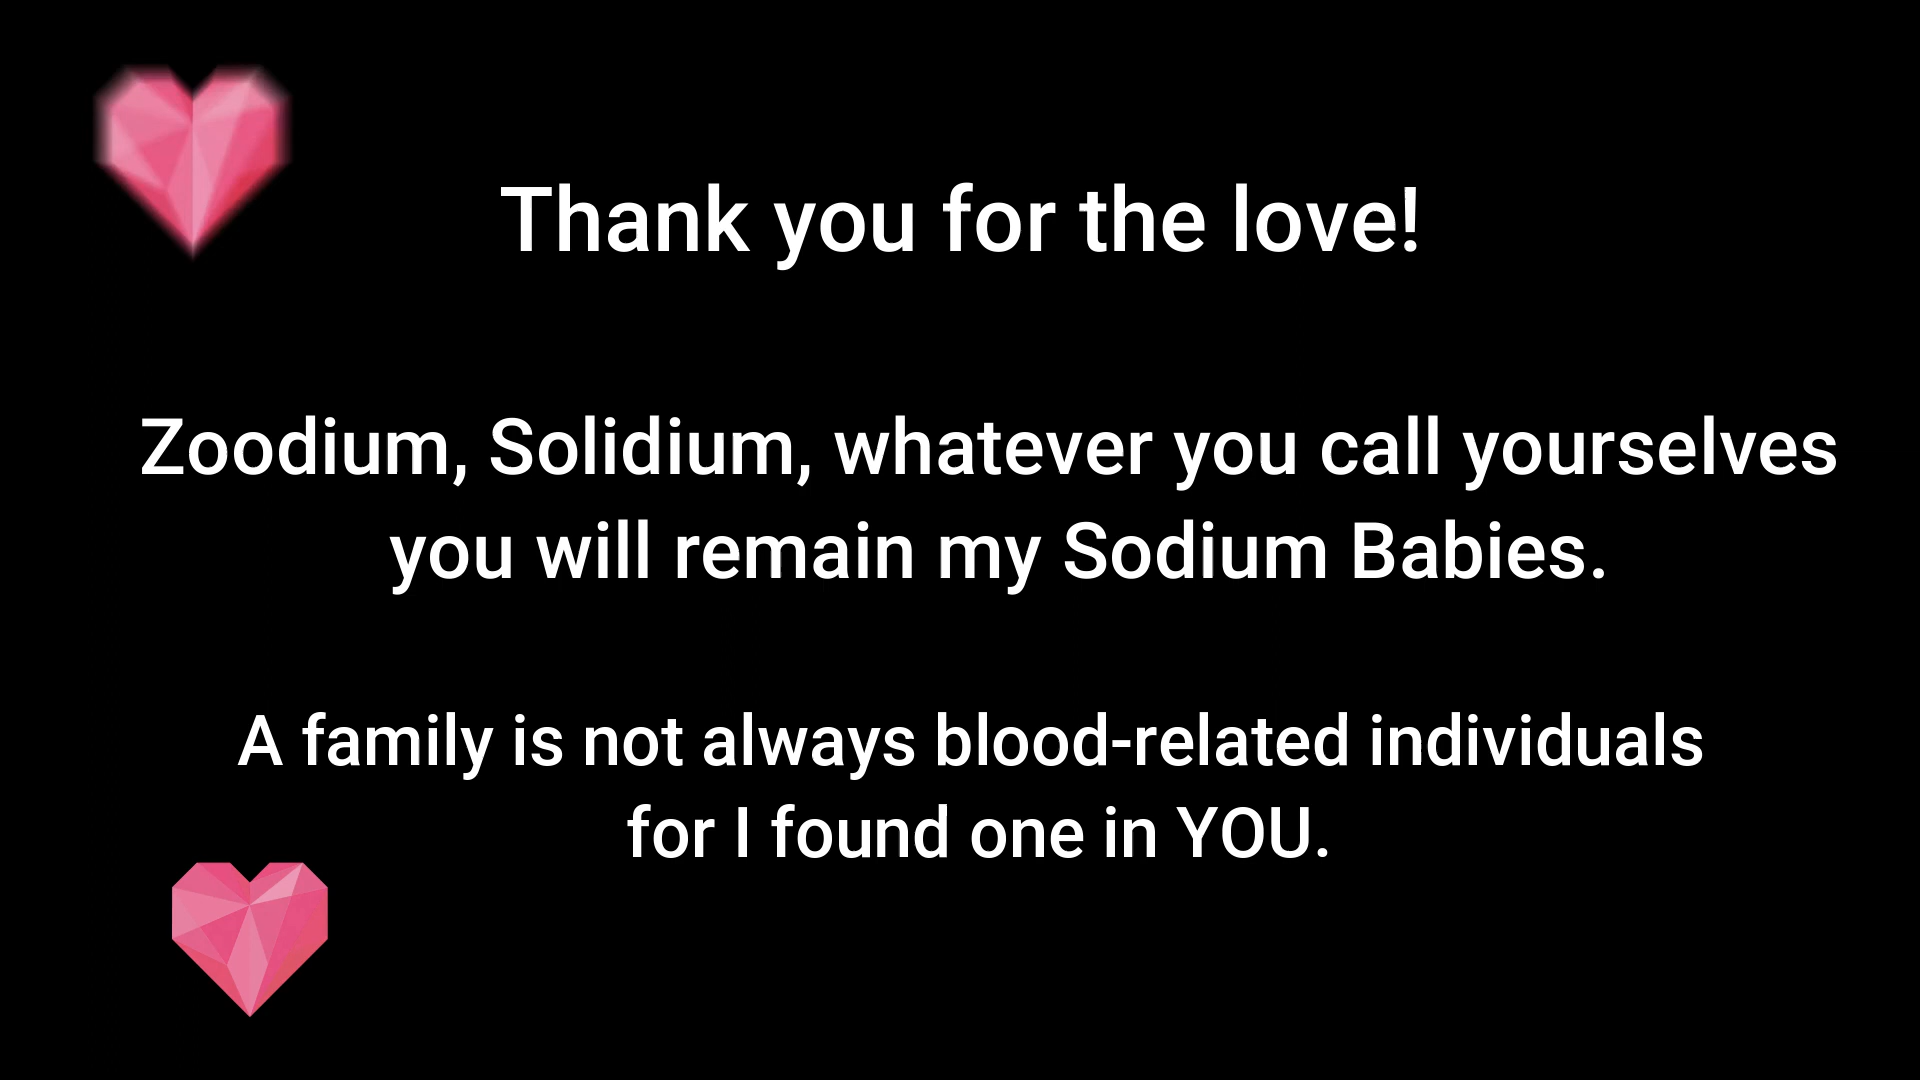 Thank you for the love!
Zoodium, Solidium, whatever you call yourselves
you will remain my Sodium Babies.
A family is not always blood-related individuals
for I found one in YOU.